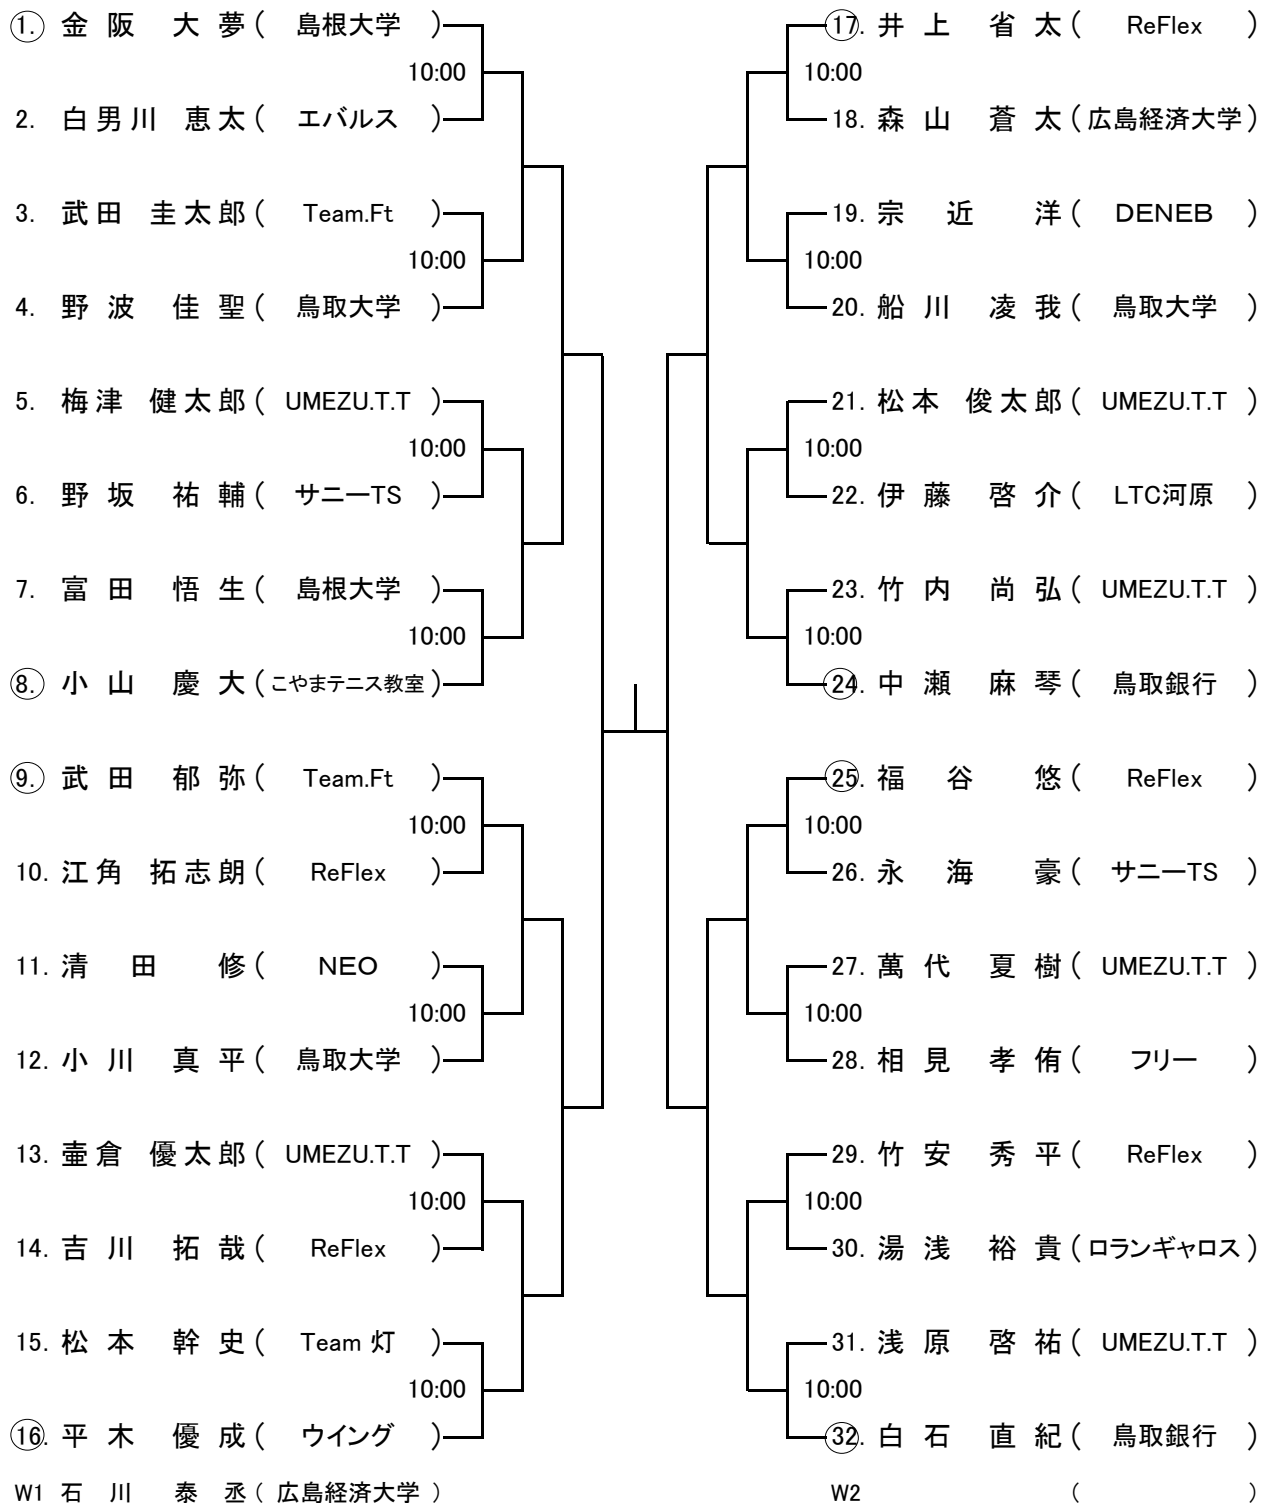 1. 金阪 大夢 ( 島根大学 )
10:00
2. 白男川 恵太 ( エバルス )
3. 武田 圭太郎 ( Team.Ft )
10:00
4. 野波 佳聖 ( 鳥取大学 )
5. 梅津 健太郎 ( UMEZU.T.T )
10:00
6. 野坂 祐輔 ( サニーTS )
7. 富田 悟生 ( 島根大学 )
10:00
8. 小山 慶大 ( こやまテニス教室 )
9. 武田 郁弥 ( Team.Ft )
10:00
10. 江角 拓志朗 ( ReFlex )
11. 清田 修 ( NEO )
10:00
12. 小川 真平 ( 鳥取大学 )
13. 壷倉 優太郎 ( UMEZU.T.T )
10:00
14. 吉川 拓哉 ( ReFlex )
15. 松本 幹史 ( Team 灯 )
10:00
16. 平木 優成 ( ウイング )
W1 石川 泰丞 ( 広島経済大学 )
17. 井上 省太 ( ReFlex )
10:00
18. 森山 蒼太 ( 広島経済大学 )
19. 宗近 洋 ( DENEB )
10:00
20. 船川 凌我 ( 鳥取大学 )
21. 松本 俊太郎 ( UMEZU.T.T )
10:00
22. 伊藤 啓介 ( LTC河原 )
23. 竹内 尚弘 ( UMEZU.T.T )
10:00
24. 中瀬 麻琴 ( 鳥取銀行 )
25. 福谷 悠 ( ReFlex )
10:00
26. 永海 豪 ( サニーTS )
27. 萬代 夏樹 ( UMEZU.T.T )
10:00
28. 相見 孝侑 ( フリー )
29. 竹安 秀平 ( ReFlex )
10:00
30. 湯浅 裕貴 ( ロランギャロス )
31. 浅原 啓祐 ( UMEZU.T.T )
10:00
32. 白石 直紀 ( 鳥取銀行 )
W2 ( )